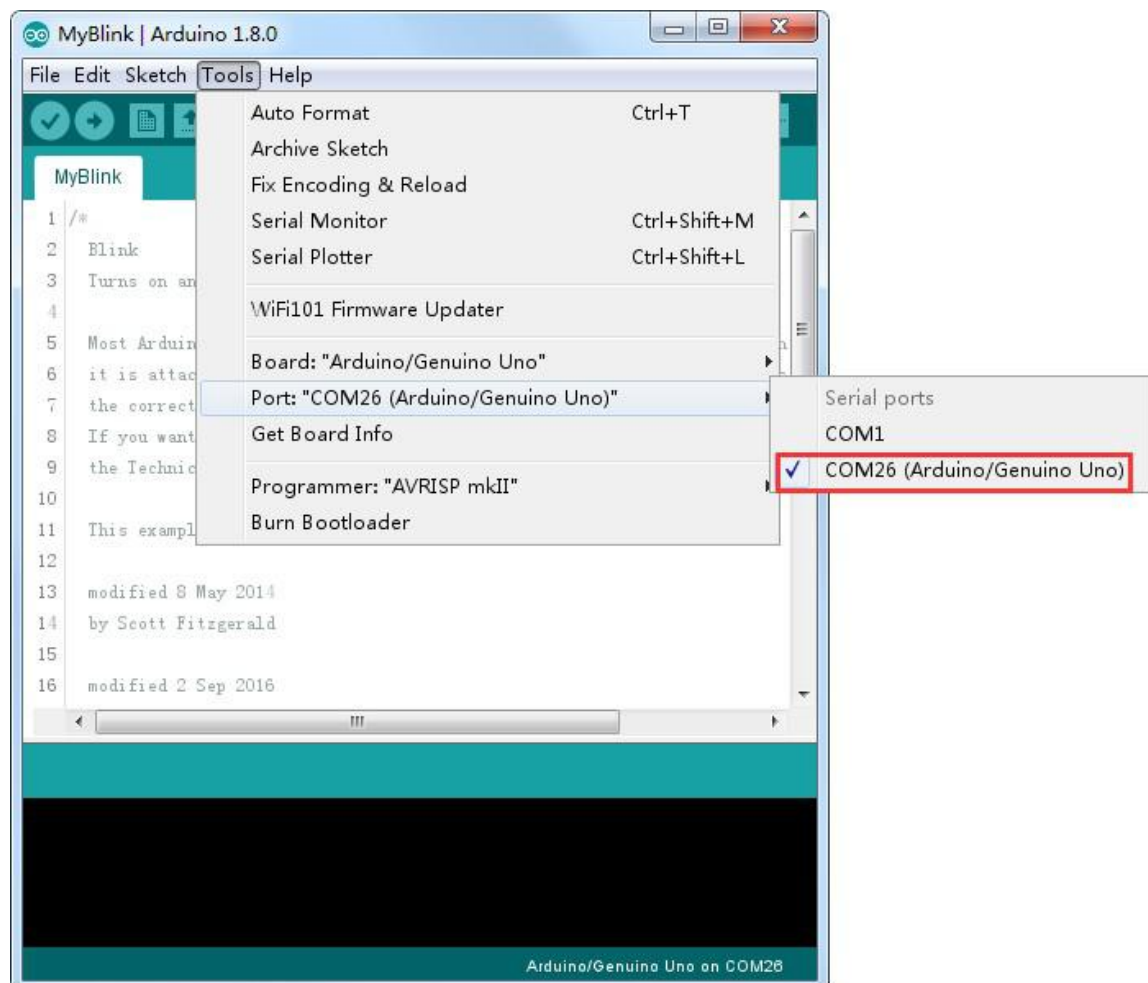 MyBlink | Arduino 1.8.0
File Edit Sketch Tools Help
Auto Format Ctrl+T
Archive Sketch
Fix Encoding & Reload
Serial Monitor Ctrl+Shift+M
Serial Plotter Ctrl+Shift+L
WiFi101 Firmware Updater
Board: "Arduino/Genuino Uno"
Port: "COM26 (Arduino/Genuino Uno)"
Get Board Info
Programmer: "AVRISP mkII"
Burn Bootloader
Serial ports
COM1
COM26 (Arduino/Genuino Uno)
MyBlink
1 /*
2 Blink
3 Turns on an
4
5 Most Arduin
6 it is attac
7 the correct
8 If you want
9 the Technic
10
11 This exampl
12
13 modified 8 May 2014
14 by Scott Fitzgerald
15
16 modified 2 Sep 2016
Arduino/Genuino Uno on COM26